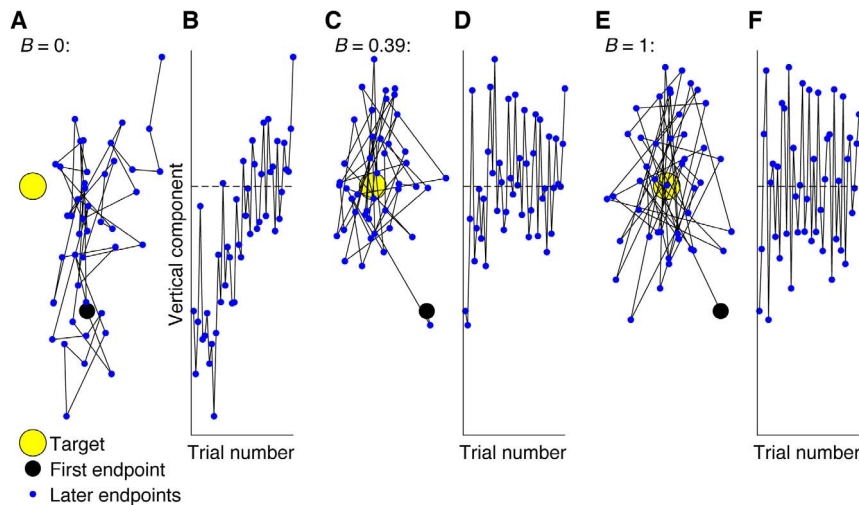 A B C D E F
B = 0: B = 0.39: B = 1:
Vertical component
Trial number Trial number Trial number
Target
First endpoint
Later endpoints